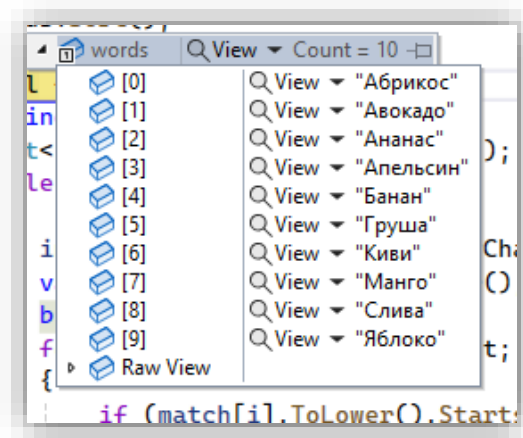 words View Count = 10
[0] View "Абрикос"
[1] View "Авокадо"
[2] View "Ананас" );
[3] View "Апельсин"
[4] View "Банан"
[5] View "Груша"
[6] View "Киви"
[7] View "Манго" ()
[8] View "Слива"
[9] View "Яблоко" t;
Raw View
{
if (match[i].ToLower().Starts